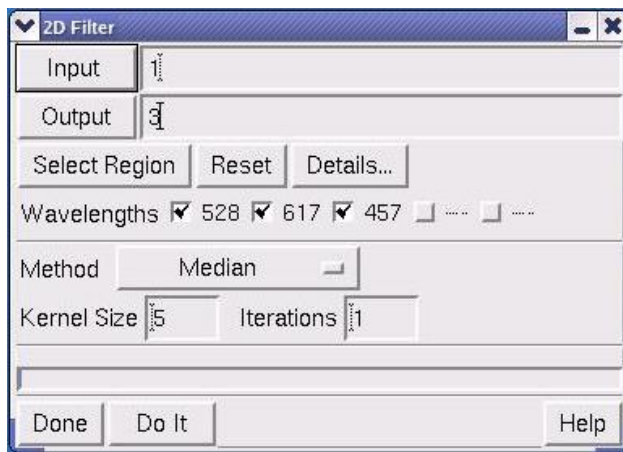 2D Filter
Input 1
Output 3
Select Region Reset Details...
Wavelengths 528 617 457 ---- ----
Method Median
Kernel Size 5 Iterations 1
Done Do It Help